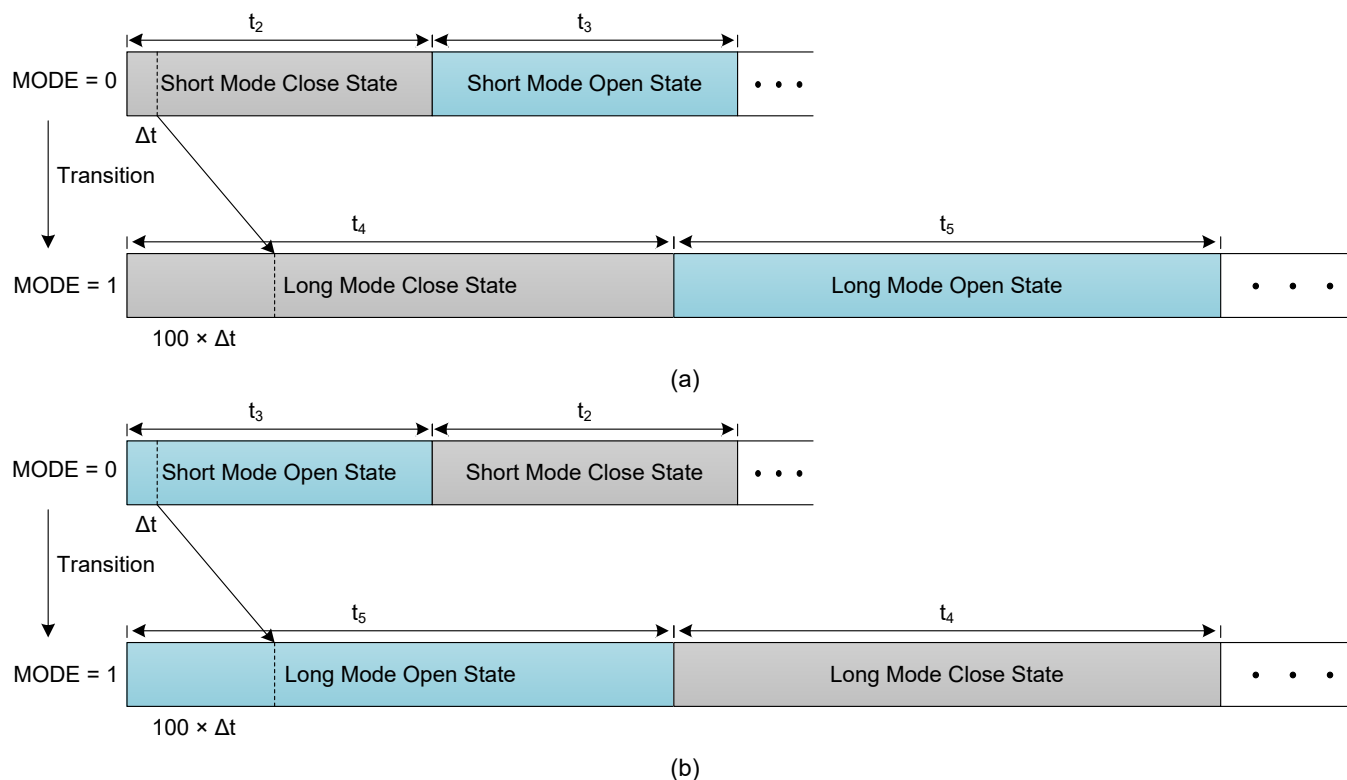 t₂ t₃
MODE = 0 Short Mode Close State Short Mode Open State • • •
Δt
Transition
t₄ t₅
MODE = 1 Long Mode Close State Long Mode Open State • • •
100 × Δt
(a)
t₃ t₂
MODE = 0 Short Mode Open State Short Mode Close State • • •
Δt
Transition
t₅ t₄
MODE = 1 Long Mode Open State Long Mode Close State • • •
100 × Δt
(b)